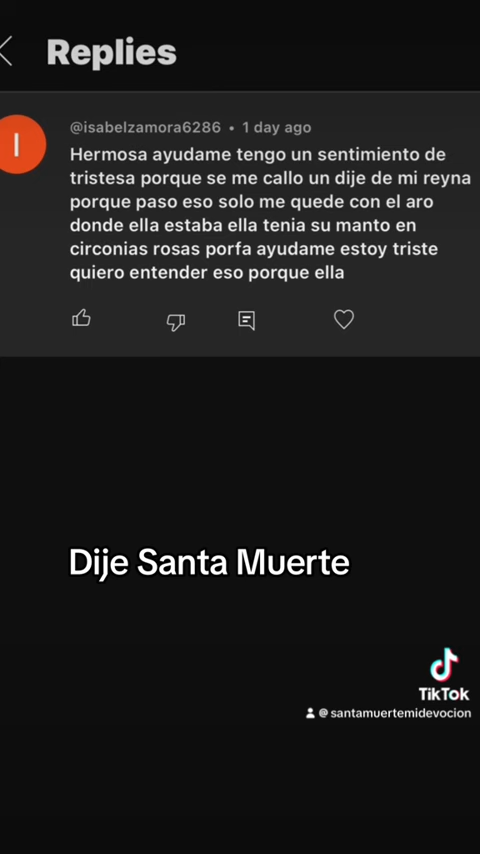 Replies
@isabelzamora6286 • 1 day ago
I
Hermosa ayudame tengo un sentimiento de
tristesa porque se me callo un dije de mi reyna
porque paso eso solo me quede con el aro
donde ella estaba ella tenia su manto en
circonias rosas porfa ayudame estoy triste
quiero entender eso porque ella
Dije Santa Muerte
TikTok
@santamuertemidevocion